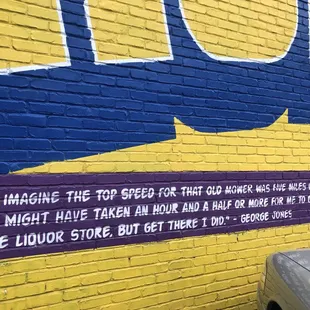 IMAGINE THE TOP SPEED FOR THAT OLD MOWER WAS FIVE MILES
MIGHT HAVE TAKEN AN HOUR AND A HALF OR MORE FOR ME TO
E LIQUOR STORE, BUT GET THERE I DID." - GEORGE JONES